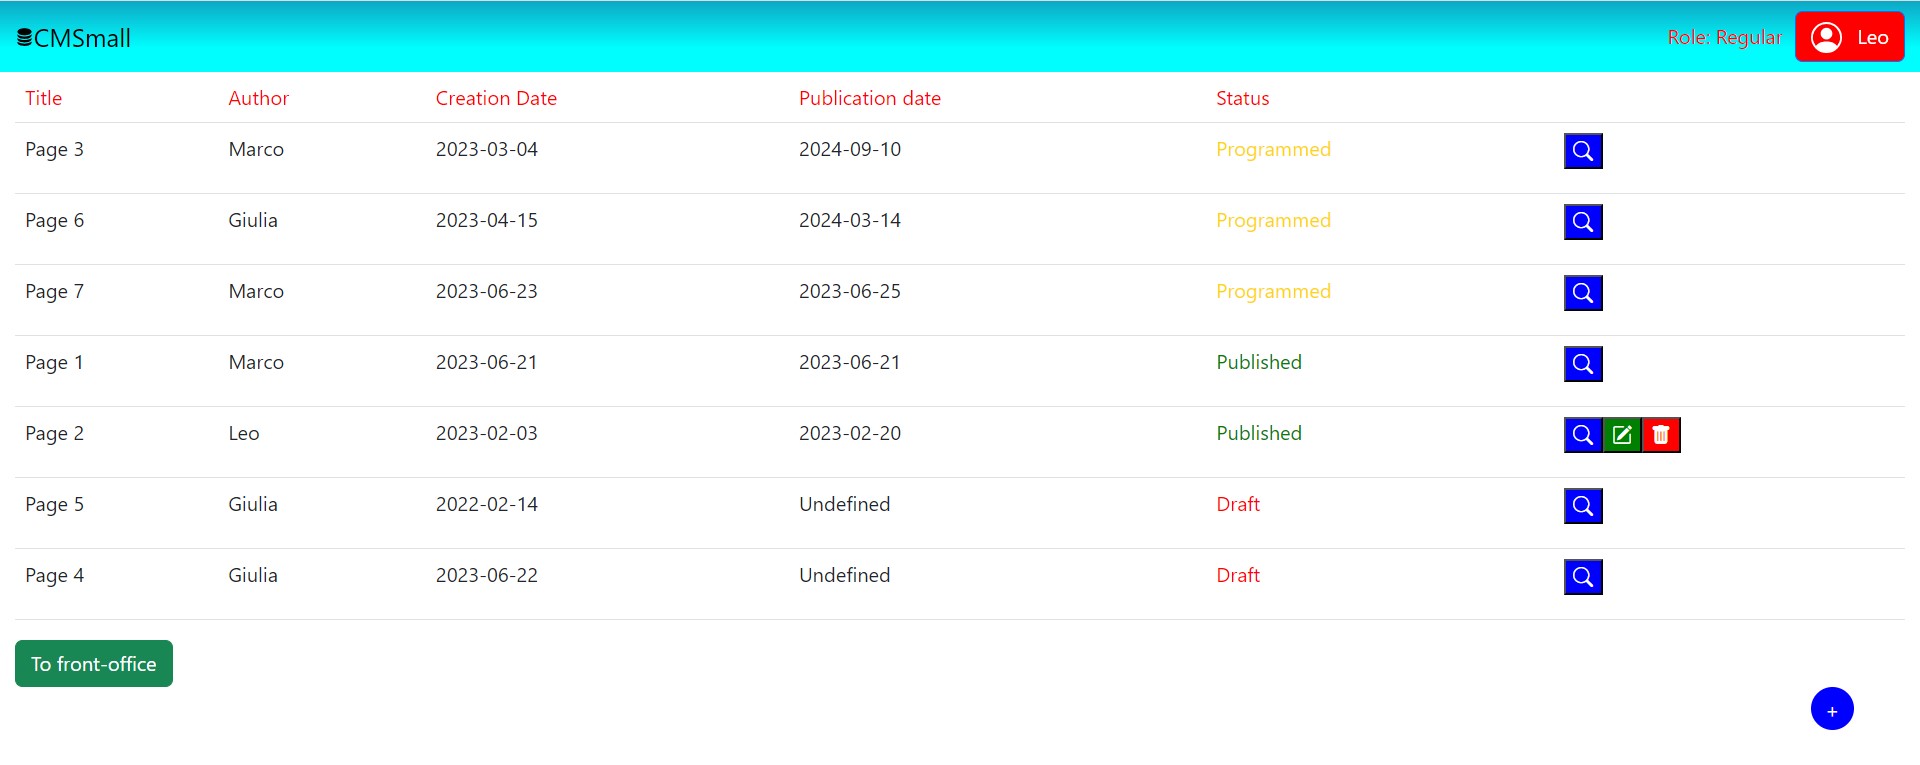 CMSmall Role: Regular Leo
Title Author Creation Date Publication date Status
Page 3 Marco 2023-03-04 2024-09-10 Programmed
Page 6 Giulia 2023-04-15 2024-03-14 Programmed
Page 7 Marco 2023-06-23 2023-06-25 Programmed
Page 1 Marco 2023-06-21 2023-06-21 Published
Page 2 Leo 2023-02-03 2023-02-20 Published
Page 5 Giulia 2022-02-14 Undefined Draft
Page 4 Giulia 2023-06-22 Undefined Draft
To front-office
+